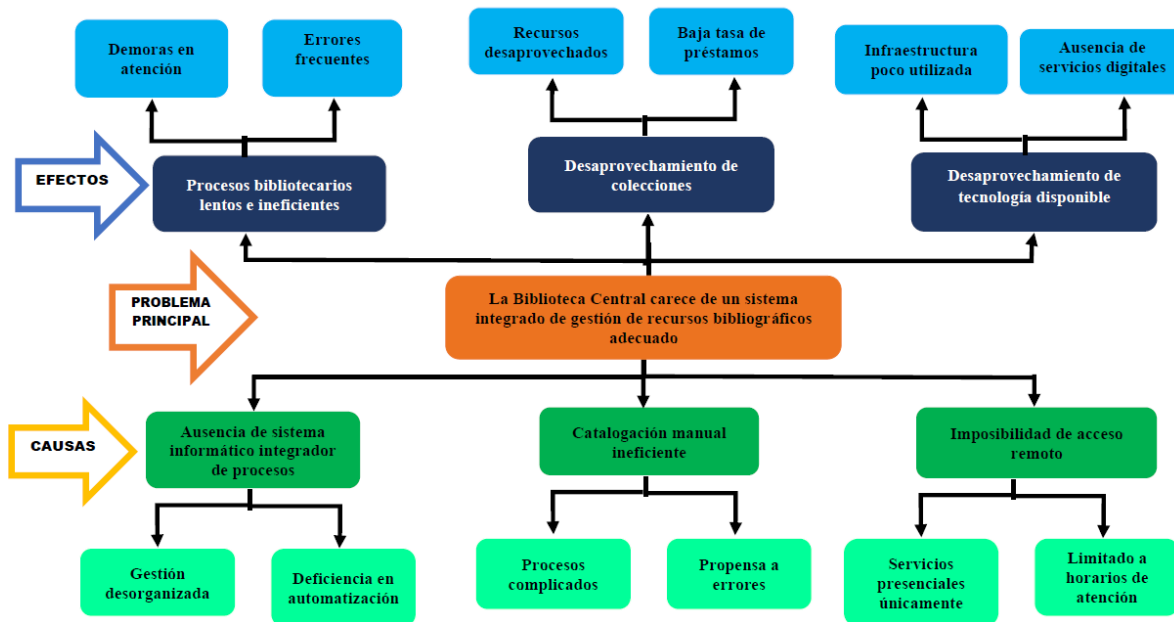 Demoras en
atención
Errores
frecuentes
Recursos
desaprovechados
Baja tasa de
préstamos
Infraestructura
poco utilizada
Ausencia de
servicios digitales
EFECTOS
Procesos bibliotecarios
lentos e ineficientes
Desaprovechamiento de
colecciones
Desaprovechamiento de
tecnología disponible
PROBLEMA
PRINCIPAL
La Biblioteca Central carece de un sistema
integrado de gestión de recursos bibliográficos
adecuado
CAUSAS
Ausencia de sistema
informático integrador
de procesos
Catalogación manual
ineficiente
Imposibilidad de acceso
remoto
Gestión
desorganizada
Deficiencia en
automatización
Procesos
complicados
Propensa a
errores
Servicios
presenciales
únicamente
Limitado a
horarios de
atención